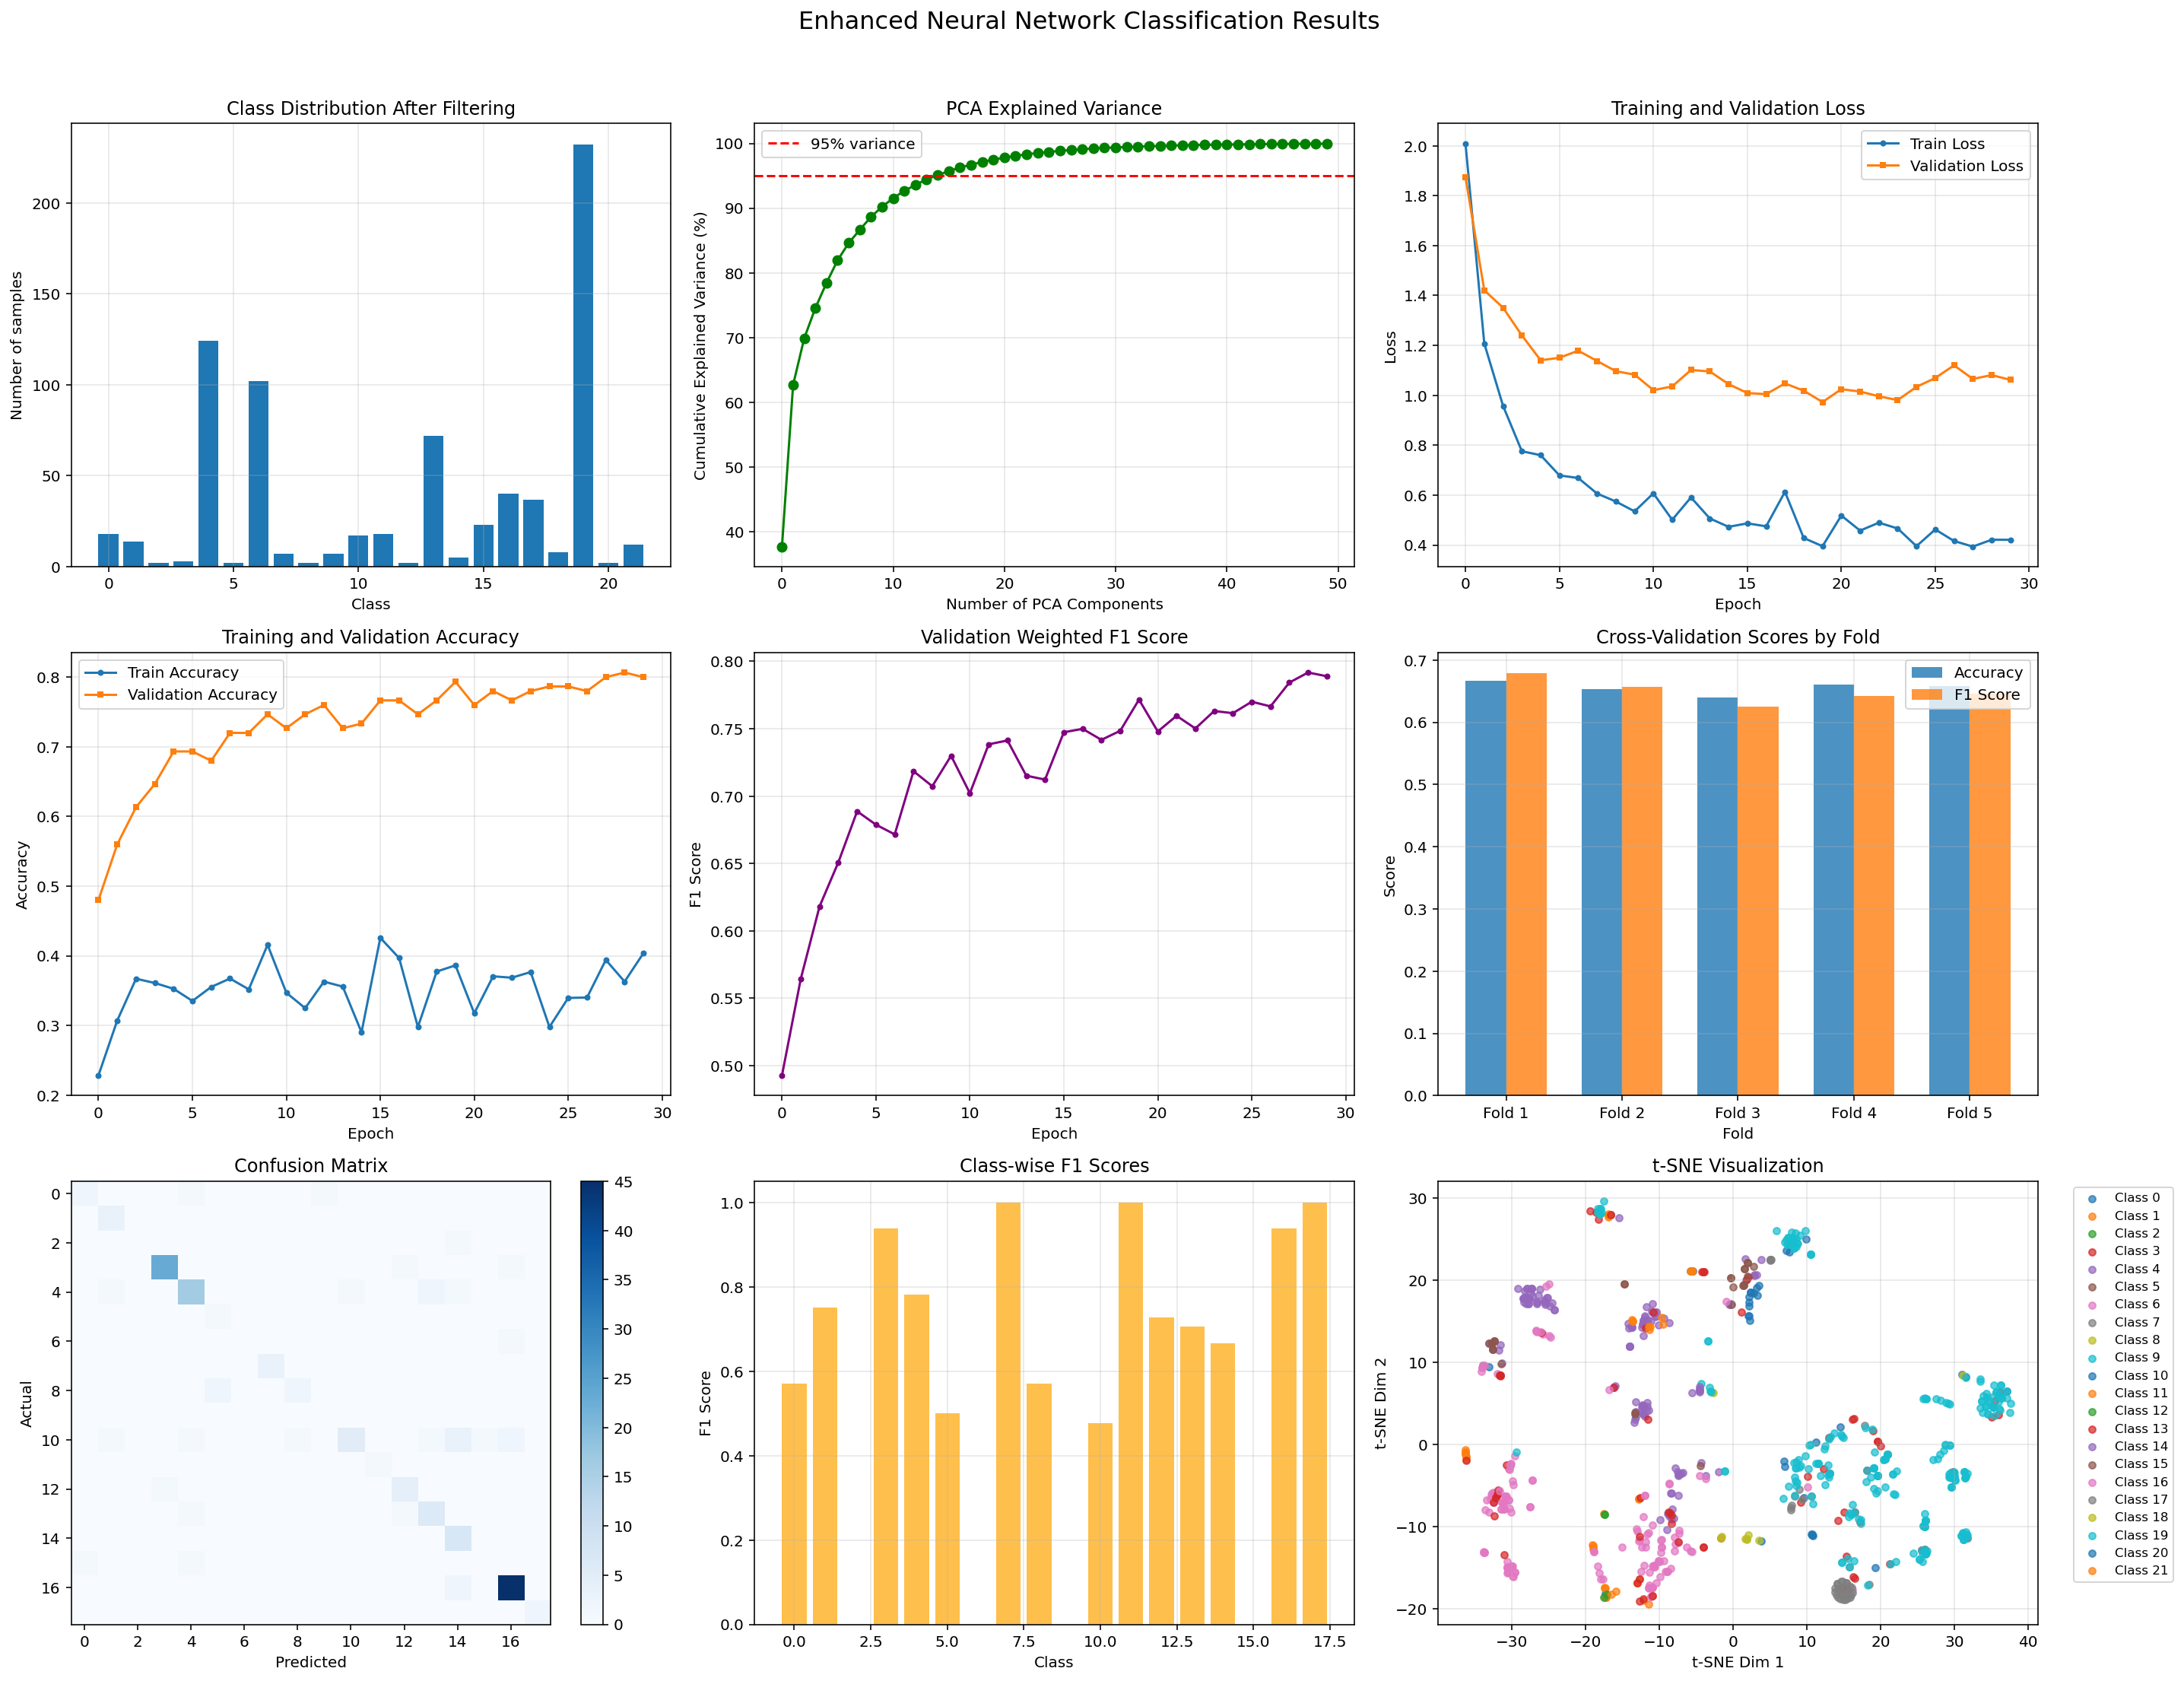 Enhanced Neural Network Classification Results
Class Distribution After Filtering
Number of samples
200
150
100
50
0
0 5 10 15 20
Class
PCA Explained Variance
95% variance
Cumulative Explained Variance (%)
100
90
80
70
60
50
40
0 10 20 30 40 50
Number of PCA Components
Training and Validation Loss
Train Loss
Validation Loss
Loss
2.0
1.8
1.6
1.4
1.2
1.0
0.8
0.6
0.4
0 5 10 15 20 25 30
Epoch
Training and Validation Accuracy
Train Accuracy
Validation Accuracy
Accuracy
0.8
0.7
0.6
0.5
0.4
0.3
0.2
0 5 10 15 20 25 30
Epoch
Validation Weighted F1 Score
F1 Score
0.80
0.75
0.70
0.65
0.60
0.55
0.50
0 5 10 15 20 25 30
Epoch
Cross-Validation Scores by Fold
Accuracy
F1 Score
Score
0.7
0.6
0.5
0.4
0.3
0.2
0.1
0.0
Fold 1 Fold 2 Fold 3 Fold 4 Fold 5
Fold
Confusion Matrix
Actual
0
2
4
6
8
10
12
14
16
0 2 4 6 8 10 12 14 16
Predicted
45
40
35
30
25
20
15
10
5
0
Class-wise F1 Scores
F1 Score
1.0
0.8
0.6
0.4
0.2
0.0
0.0 2.5 5.0 7.5 10.0 12.5 15.0 17.5
Class
t-SNE Visualization
t-SNE Dim 2
30
20
10
0
−10
−20
−30 −20 −10 0 10 20 30 40
t-SNE Dim 1
Class 0
Class 1
Class 2
Class 3
Class 4
Class 5
Class 6
Class 7
Class 8
Class 9
Class 10
Class 11
Class 12
Class 13
Class 14
Class 15
Class 16
Class 17
Class 18
Class 19
Class 20
Class 21